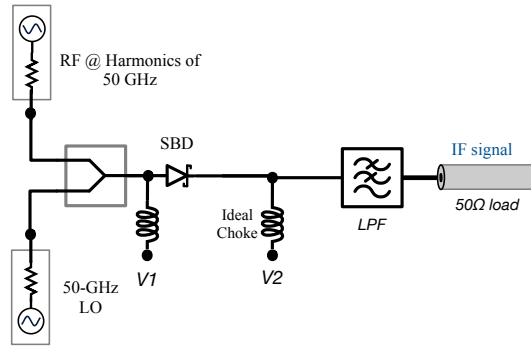 RF @ Harmonics of
50 GHz
SBD
IF signal
50Ω load
LPF
Ideal
Choke
V1
V2
50-GHz
LO